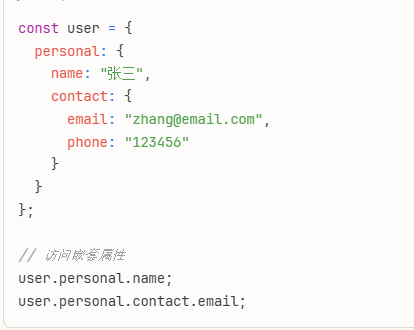 const user = {
  personal: {
    name: "张三",
    contact: {
      email: "zhang@email.com",
      phone: "123456"
    }
  }
};

// 访问嵌套属性
user.personal.name;
user.personal.contact.email;